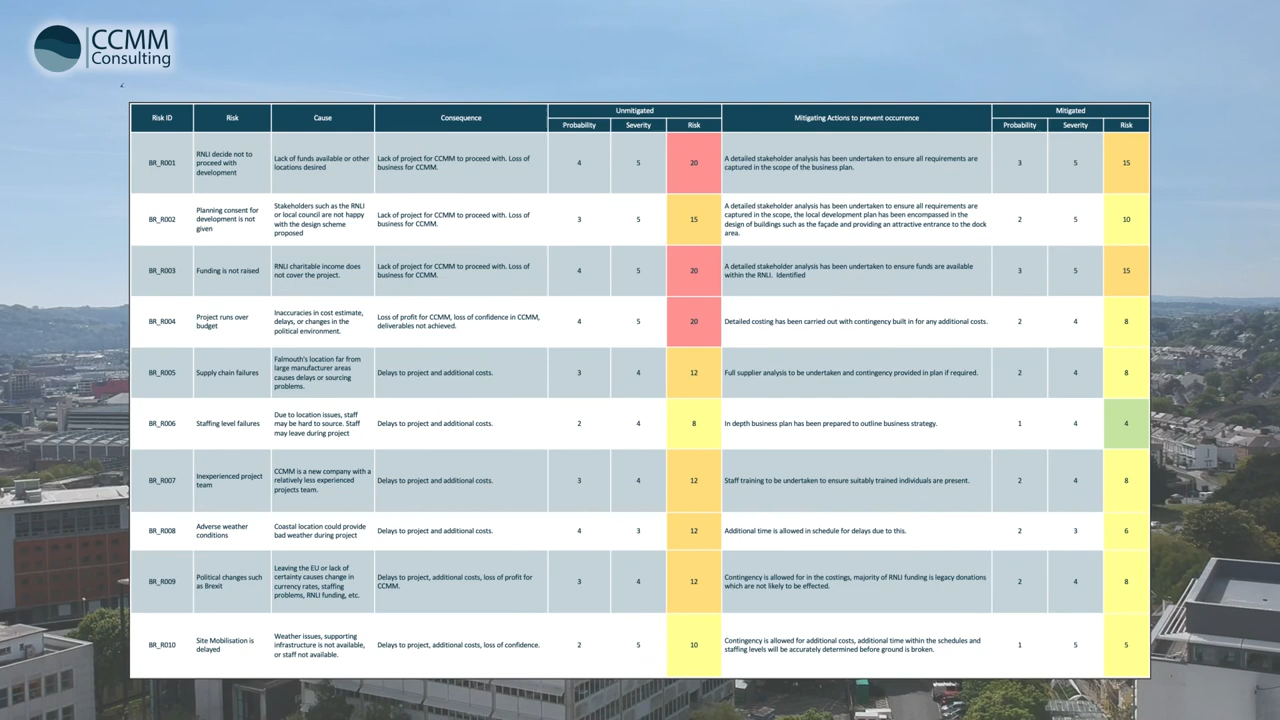 CCMM
Consulting
Risk ID
Risk
Cause
Consequence
Unmitigated
Probability
Severity
Risk
Mitigating Actions to prevent occurrence
Mitigated
Probability
Severity
Risk
BR_R001
RNLI decide not to
proceed with
development
Lack of funds available or other
locations desired
Lack of project for CCMM to proceed with. Loss of
business for CCMM.
4
5
20
A detailed stakeholder analysis has been undertaken to ensure all requirements are
captured in the scope of the business plan.
3
5
15
BR_R002
Planning consent for
development is not
given
Stakeholders such as the RNLI
or local council are not happy
with the design scheme
proposed
Lack of project for CCMM to proceed with. Loss of
business for CCMM.
3
5
15
A detailed stakeholder analysis has been undertaken to ensure all requirements are
captured in the scope, the local development plan has been encompassed in the
design of buildings such as the façade and providing an attractive entrance to the dock
area.
2
5
10
BR_R003
Funding is not raised
RNLI charitable income does
not cover the project.
Lack of project for CCMM to proceed with. Loss of
business for CCMM.
4
5
20
A detailed stakeholder analysis has been undertaken to ensure funds are available
within the RNLI. Identified
3
5
15
BR_R004
Project runs over
budget
Inaccuracies in cost estimate,
delays, or changes in the
political environment.
Loss of profit for CCMM, loss of confidence in CCMM,
deliverables not achieved.
4
5
20
Detailed costing has been carried out with contingency built in for any additional costs.
2
4
8
BR_R005
Supply chain failures
Falmouth's location far from
large manufacturer areas
causes delays or sourcing
problems.
Delays to project and additional costs.
3
4
12
Full supplier analysis to be undertaken and contingency provided in plan if required.
2
4
8
BR_R006
Staffing level failures
Due to location issues, staff
may be hard to source. Staff
may leave during project
Delays to project and additional costs.
2
4
8
In depth business plan has been prepared to outline business strategy.
1
4
4
BR_R007
Inexperienced project
team
CCMM is a new company with a
relatively less experienced
projects team.
Delays to project and additional costs.
3
4
12
Staff training to be undertaken to ensure suitably trained individuals are present.
2
4
8
BR_R008
Adverse weather
conditions
Coastal location could provide
bad weather during project
Delays to project and additional costs.
4
3
12
Additional time is allowed in schedule for delays due to this.
2
3
6
BR_R009
Political changes such
as Brexit
Leaving the EU or lack of
certainty causes change in
currency rates, staffing
problems, RNLI funding, etc.
Delays to project, additional costs, loss of profit for
CCMM.
3
4
12
Contingency is allowed for in the costings, majority of RNLI funding is legacy donations
which are not likely to be effected.
2
4
8
BR_R010
Site Mobilisation is
delayed
Weather issues, supporting
infrastructure is not available,
or staff not available.
Delays to project, additional costs, loss of confidence.
2
5
10
Contingency is allowed for additional costs, additional time within the schedules and
staffing levels will be accurately determined before ground is broken.
1
5
5